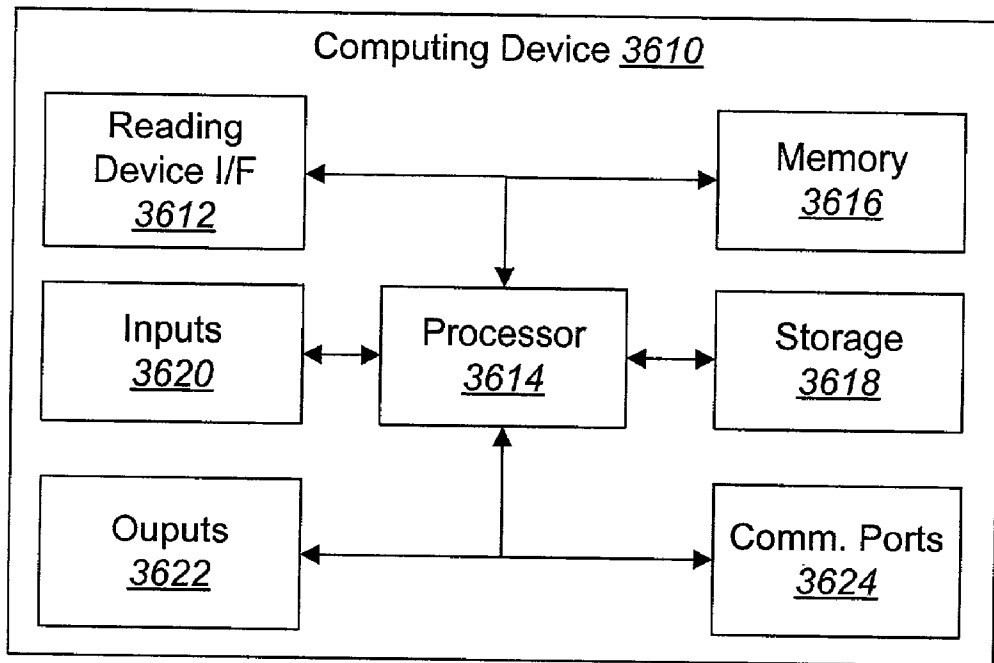 Computing Device 3610
Reading
Device I/F
3612
Memory
3616
Inputs
3620
Processor
3614
Storage
3618
Ouputs
3622
Comm. Ports
3624